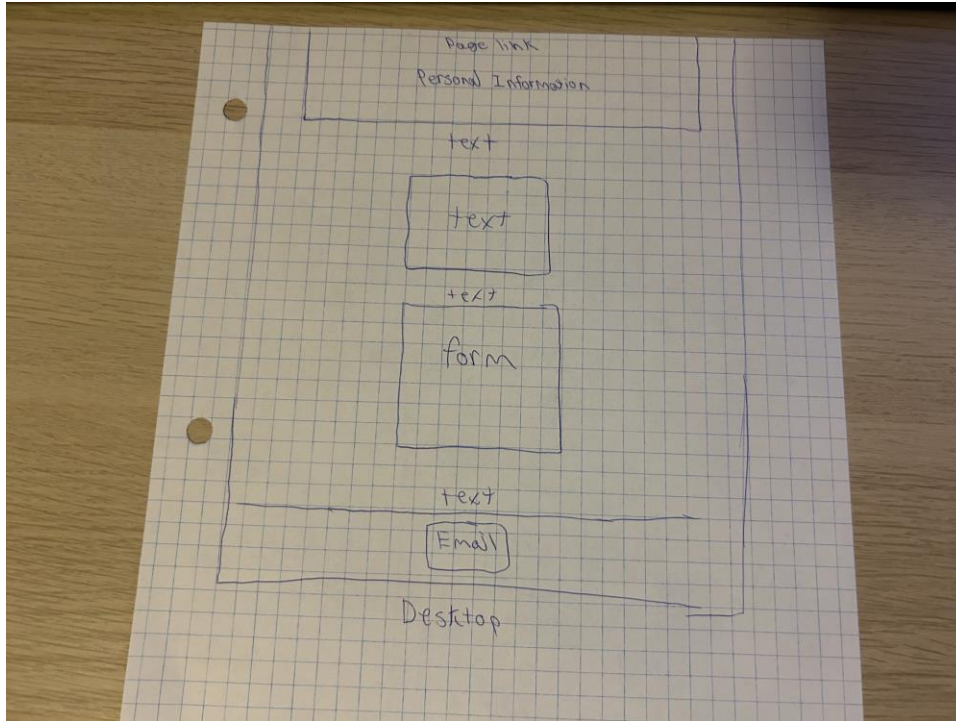 Page link
Personal Information
text
text
text
form
text
Email
Desktop